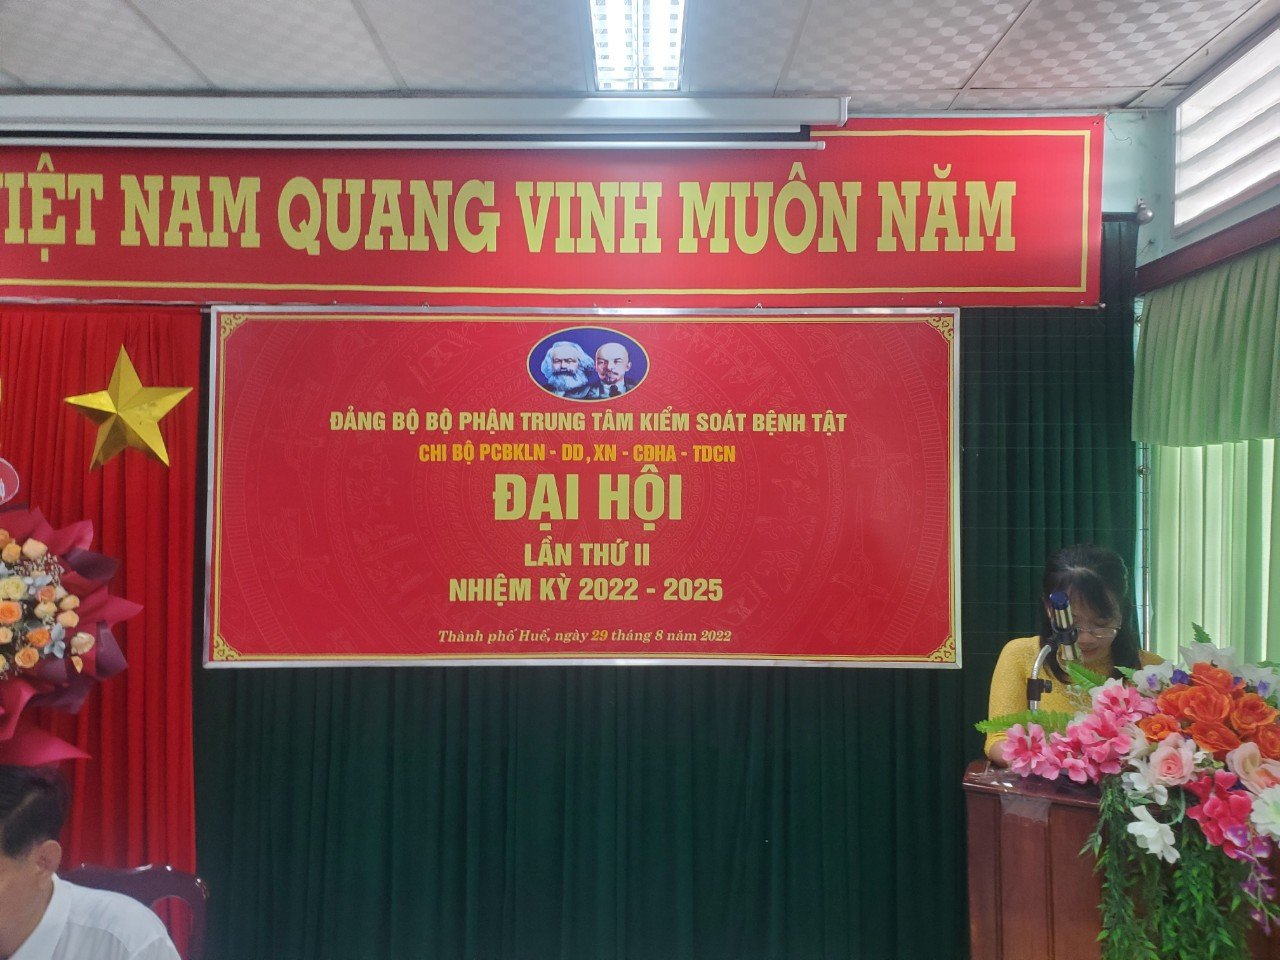 IỆT NAM QUANG VINH MUÔN NĂM
ĐẢNG BỘ BỘ PHẬN TRUNG TÂM KIỂM SOÁT BỆNH TẬT
CHI BỘ PCBKLN - DD, XN - CĐHA - TDCN
ĐẠI HỘI
LẦN THỨ II
NHIỆM KỲ 2022 - 2025
Thành phố Huế, ngày 29 tháng 8 năm 2022